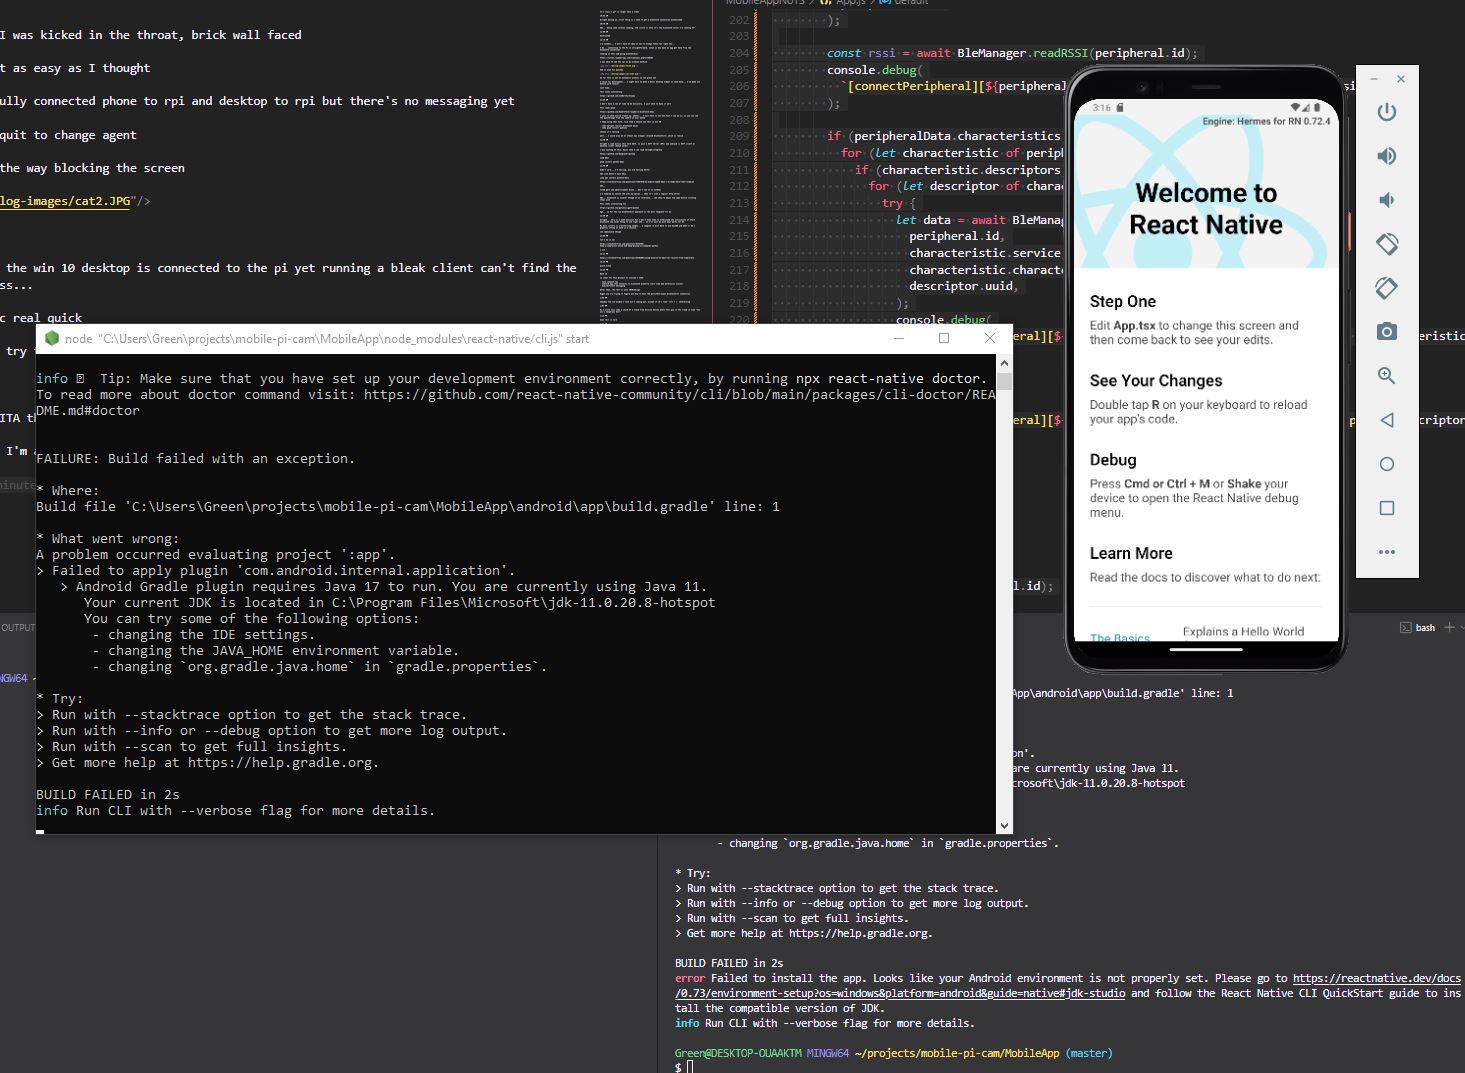 I was kicked in the throat, brick wall faced
t as easy as I thought
ully connected phone to rpi and desktop to rpi but there's no messaging yet
quit to change agent
the way blocking the screen
log-images/cat2.JPG"/>
the win 10 desktop is connected to the pi yet running a bleak client can't find the
ss...
c real quick
try
ITA th
I'm
MobileAppNoTS > App.js > default
202 );
203
204 const rssi = await BleManager.readRSSI(peripheral.id);
205 console.debug(
206 `[connectPeripheral][${peripheral
207 );
208
209 if (peripheralData.characteristics
210 for (let characteristic of periph
211 if (characteristic.descriptors
212 for (let descriptor of charac
213 try {
214 let data = await BleManag
215 peripheral.id,
216 characteristic.service
217 characteristic.characte
218 descriptor.uuid,
219 );
220 console.debug(
eral][$
eristic
eral][$
p
criptor
l.id);
node "C:\Users\Green\projects\mobile-pi-cam\MobileApp\node_modules\react-native/cli.js" start
info Tip: Make sure that you have set up your development environment correctly, by running npx react-native doctor.
To read more about doctor command visit: https://github.com/react-native-community/cli/blob/main/packages/cli-doctor/REA
DME.md#doctor
FAILURE: Build failed with an exception.
* Where:
Build file 'C:\Users\Green\projects\mobile-pi-cam\MobileApp\android\app\build.gradle' line: 1
* What went wrong:
A problem occurred evaluating project ':app'.
> Failed to apply plugin 'com.android.internal.application'.
> Android Gradle plugin requires Java 17 to run. You are currently using Java 11.
Your current JDK is located in C:\Program Files\Microsoft\jdk-11.0.20.8-hotspot
You can try some of the following options:
- changing the IDE settings.
- changing the JAVA_HOME environment variable.
- changing `org.gradle.java.home` in `gradle.properties`.
* Try:
> Run with --stacktrace option to get the stack trace.
> Run with --info or --debug option to get more log output.
> Run with --scan to get full insights.
> Get more help at https://help.gradle.org.
BUILD FAILED in 2s
info Run CLI with --verbose flag for more details.
3:16
Engine: Hermes for RN 0.72.4
Welcome to
React Native
Step One
Edit App.tsx to change this screen and
then come back to see your edits.
See Your Changes
Double tap R on your keyboard to reload
your app's code.
Debug
Press Cmd or Ctrl + M or Shake your
device to open the React Native debug
menu.
Learn More
Read the docs to discover what to do next:
The Basics
Explains a Hello World
OUTPUT
bash
NGW64 ~
App\android\app\build.gradle' line: 1
on'.
are currently using Java 11.
crosoft\jdk-11.0.20.8-hotspot
- changing `org.gradle.java.home` in `gradle.properties`.
* Try:
> Run with --stacktrace option to get the stack trace.
> Run with --info or --debug option to get more log output.
> Run with --scan to get full insights.
> Get more help at https://help.gradle.org.
BUILD FAILED in 2s
error Failed to install the app. Looks like your Android environment is not properly set. Please go to https://reactnative.dev/docs
/0.73/environment-setup?os=windows&platform=android&guide=native#jdk-studio and follow the React Native CLI QuickStart guide to ins
tall the compatible version of JDK.
info Run CLI with --verbose flag for more details.
Green@DESKTOP-OUAAKTM MINGW64 ~/projects/mobile-pi-cam/MobileApp (master)
$